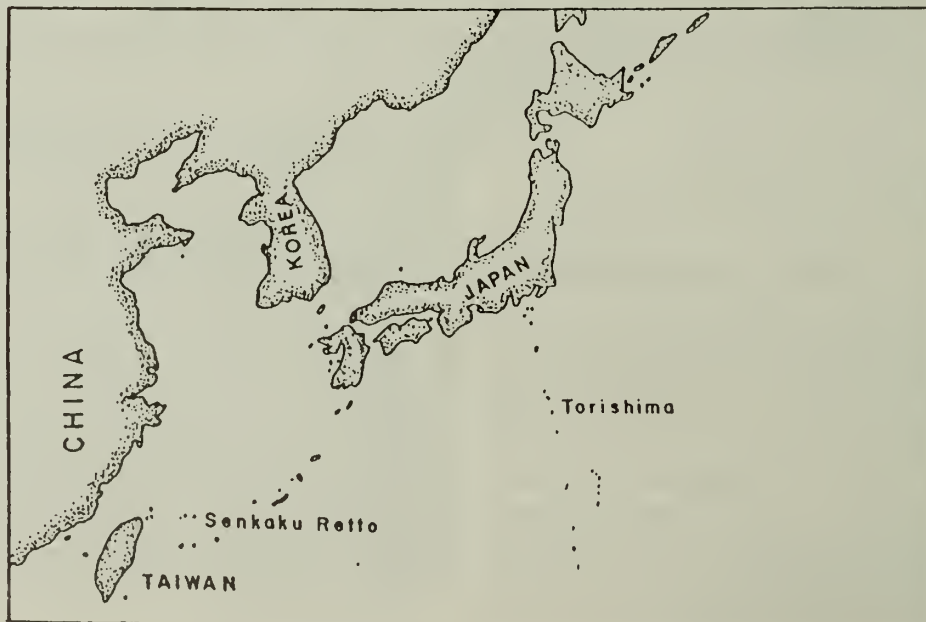 KOREA
JAPAN
CHINA
Torishima
Senkaku Retto
TAIWAN